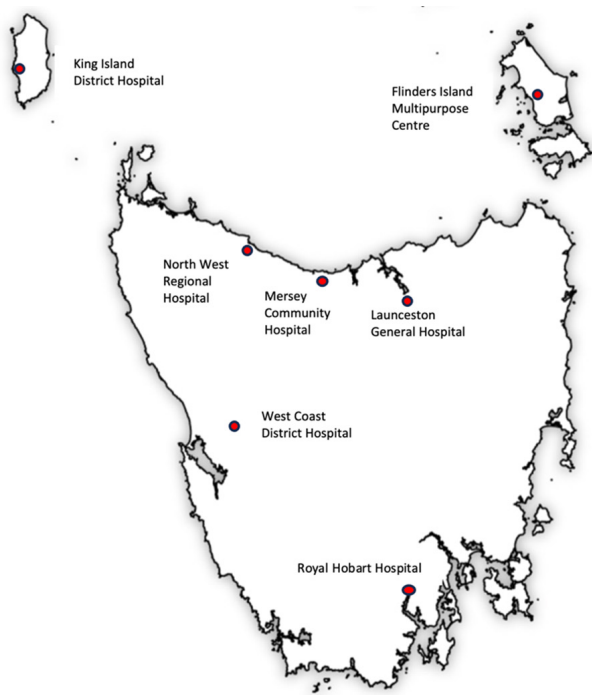 King Island
District Hospital
Flinders Island
Multipurpose
Centre
North West
Regional
Hospital
Mersey
Community
Hospital
Launceston
General Hospital
West Coast
District Hospital
Royal Hobart Hospital